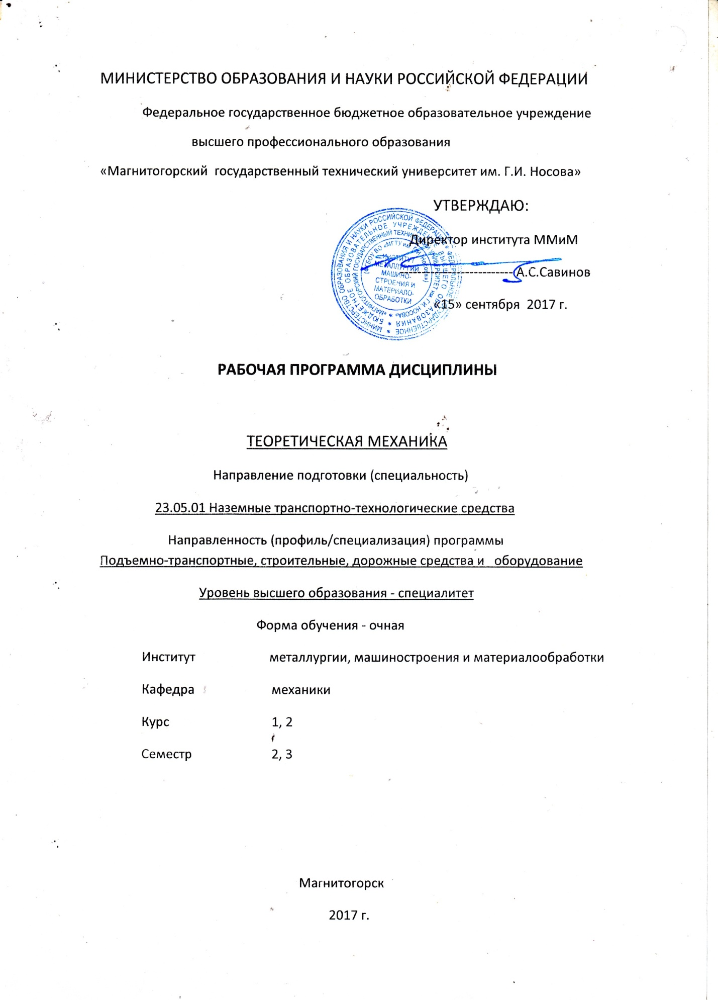 МИНИСТЕРСТВО ОБРАЗОВАНИЯ И НАУКИ РОССИЙСКОЙ ФЕДЕРАЦИИ
Федеральное государственное бюджетное образовательное учреждение
высшего профессионального образования
«Магнитогорский государственный технический университет им. Г.И. Носова»
УТВЕРЖДАЮ:
Директор института ММиМ
А.С.Савинов
«15» сентября 2017 г.
МИНИСТЕРСТВО ОБРАЗОВАНИЯ И НАУКИ РОССИЙСКОЙ ФЕДЕРАЦИИ * ФЕДЕРАЛЬНОЕ ГОСУДАРСТВЕННОЕ *
БЮДЖЕТНОЕ ОБРАЗОВАТЕЛЬНОЕ УЧРЕЖДЕНИЕ ВЫСШЕГО ОБРАЗОВАНИЯ *
«МАГНИТОГОРСКИЙ ГОСУДАРСТВЕННЫЙ ТЕХНИЧЕСКИЙ УНИВЕРСИТЕТ им. Г.И. НОСОВА» *
(ФГБОУ ВО «МГТУ им. Г.И. Носова»)
ИНСТИТУТ
МЕТАЛЛУРГИИ
МАШИНО-
СТРОЕНИЯ И
МАТЕРИАЛО-
ОБРАБОТКИ
РАБОЧАЯ ПРОГРАММА ДИСЦИПЛИНЫ
ТЕОРЕТИЧЕСКАЯ МЕХАНИКА
Направление подготовки (специальность)
23.05.01 Наземные транспортно-технологические средства
Направленность (профиль/специализация) программы
Подъемно-транспортные, строительные, дорожные средства и оборудование
Уровень высшего образования - специалитет
Форма обучения - очная
Институт металлургии, машиностроения и материалообработки
Кафедра механики
Курс 1, 2
Семестр 2, 3
Магнитогорск
2017 г.